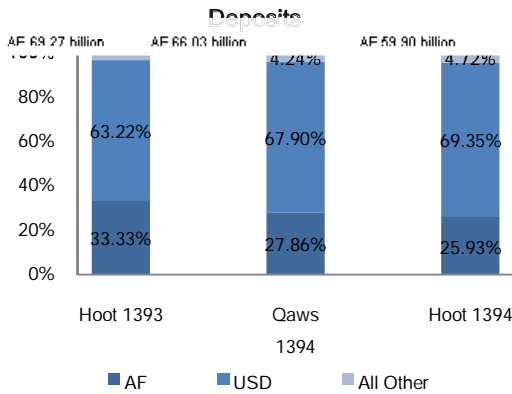 Deposits
AF 69.27 billion AF 66.03 billion AF 59.90 billion
100% 4.24% 4.72%
80%
63.22% 67.90% 69.35%
60%
40%
20% 33.33% 27.86% 25.93%
0%
Hoot 1393 Qaws Hoot 1394
1394
AF USD All Other